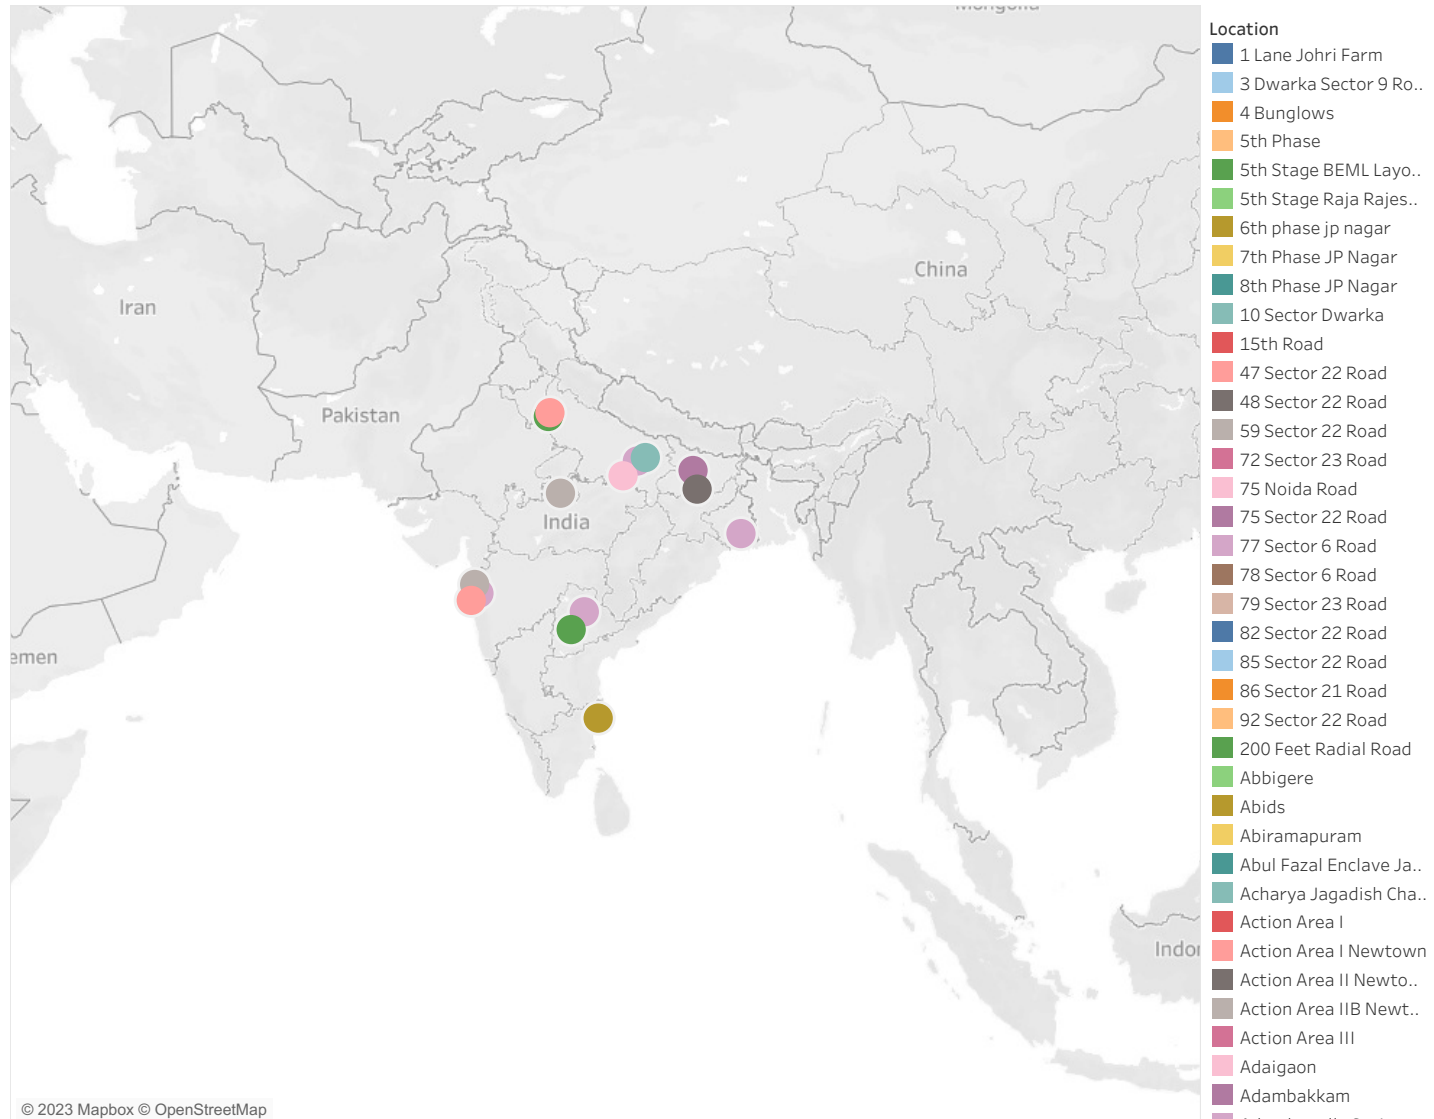 Mongolia
China
Iran
Pakistan
India
emen
Indon
© 2023 Mapbox © OpenStreetMap
Location
1 Lane Johri Farm
3 Dwarka Sector 9 Ro..
4 Bunglows
5th Phase
5th Stage BEML Layo..
5th Stage Raja Rajes..
6th phase jp nagar
7th Phase JP Nagar
8th Phase JP Nagar
10 Sector Dwarka
15th Road
47 Sector 22 Road
48 Sector 22 Road
59 Sector 22 Road
72 Sector 23 Road
75 Noida Road
75 Sector 22 Road
77 Sector 6 Road
78 Sector 6 Road
79 Sector 23 Road
82 Sector 22 Road
85 Sector 22 Road
86 Sector 21 Road
92 Sector 22 Road
200 Feet Radial Road
Abbigere
Abids
Abiramapuram
Abul Fazal Enclave Ja..
Acharya Jagadish Cha..
Action Area I
Action Area I Newtown
Action Area II Newto..
Action Area IIB Newt..
Action Area III
Adaigaon
Adambakkam